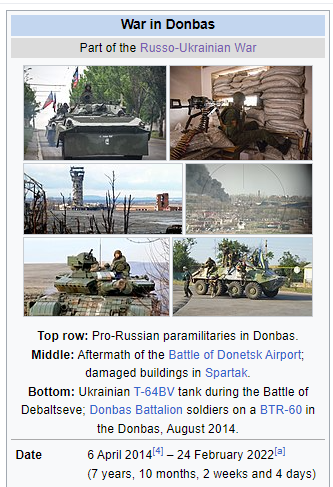 War in Donbas
Part of the Russo-Ukrainian War
Top row: Pro-Russian paramilitaries in Donbas.
Middle: Aftermath of the Battle of Donetsk Airport;
damaged buildings in Spartak.
Bottom: Ukrainian T-64BV tank during the Battle of
Debaltseve; Donbas Battalion soldiers on a BTR-60 in
the Donbas, August 2014.
Date 6 April 2014[4] – 24 February 2022[a]
(7 years, 10 months, 2 weeks and 4 days)